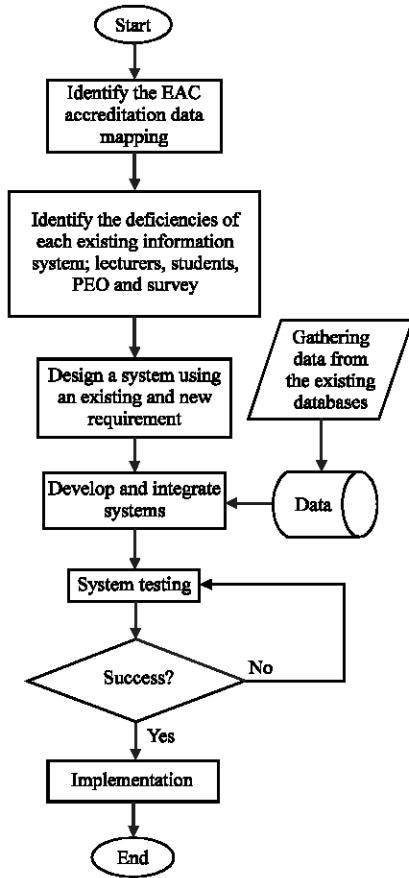 Start
Identify the EAC
accreditation data
mapping
Identify the deficiencies of
each existing information
system; lecturers, students,
PEO and survey
Gathering
data from
the existing
databases
Design a system using
an existing and new
requirement
Develop and integrate
systems
Data
System testing
Success?
No
Yes
Implementation
End